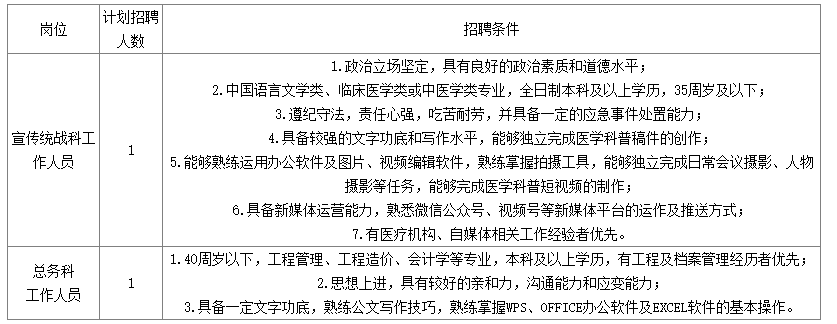 岗位
计划招聘
人数
招聘条件
宣传统战科工
作人员
1
1.政治立场坚定，具有良好的政治素质和道德水平；
2.中国语言文学类、临床医学类或中医学类专业，全日制本科及以上学历，35周岁及以下；
3.遵纪守法，责任心强，吃苦耐劳，并具备一定的应急事件处置能力；
4.具备较强的文字功底和写作水平，能够独立完成医学科普稿件的创作；
5.能够熟练运用办公软件及图片、视频编辑软件，熟练掌握拍摄工具，能够独立完成日常会议摄影、人物
摄影等任务，能够完成医学科普短视频的制作；
6.具备新媒体运营能力，熟悉微信公众号、视频号等新媒体平台的运作及推送方式；
7.有医疗机构、自媒体相关工作经验者优先。
总务科
工作人员
1
1.40周岁以下，工程管理、工程造价、会计学等专业，本科及以上学历，有工程及档案管理经历者优先；
2.思想上进，具有较好的亲和力，沟通能力和应变能力；
3.具备一定文字功底，熟练公文写作技巧，熟练掌握WPS、OFFICE办公软件及EXCEL软件的基本操作。